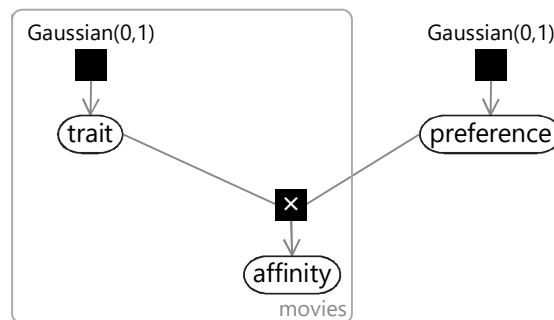 Gaussian(0,1)
Gaussian(0,1)
trait
preference
×
affinity
movies